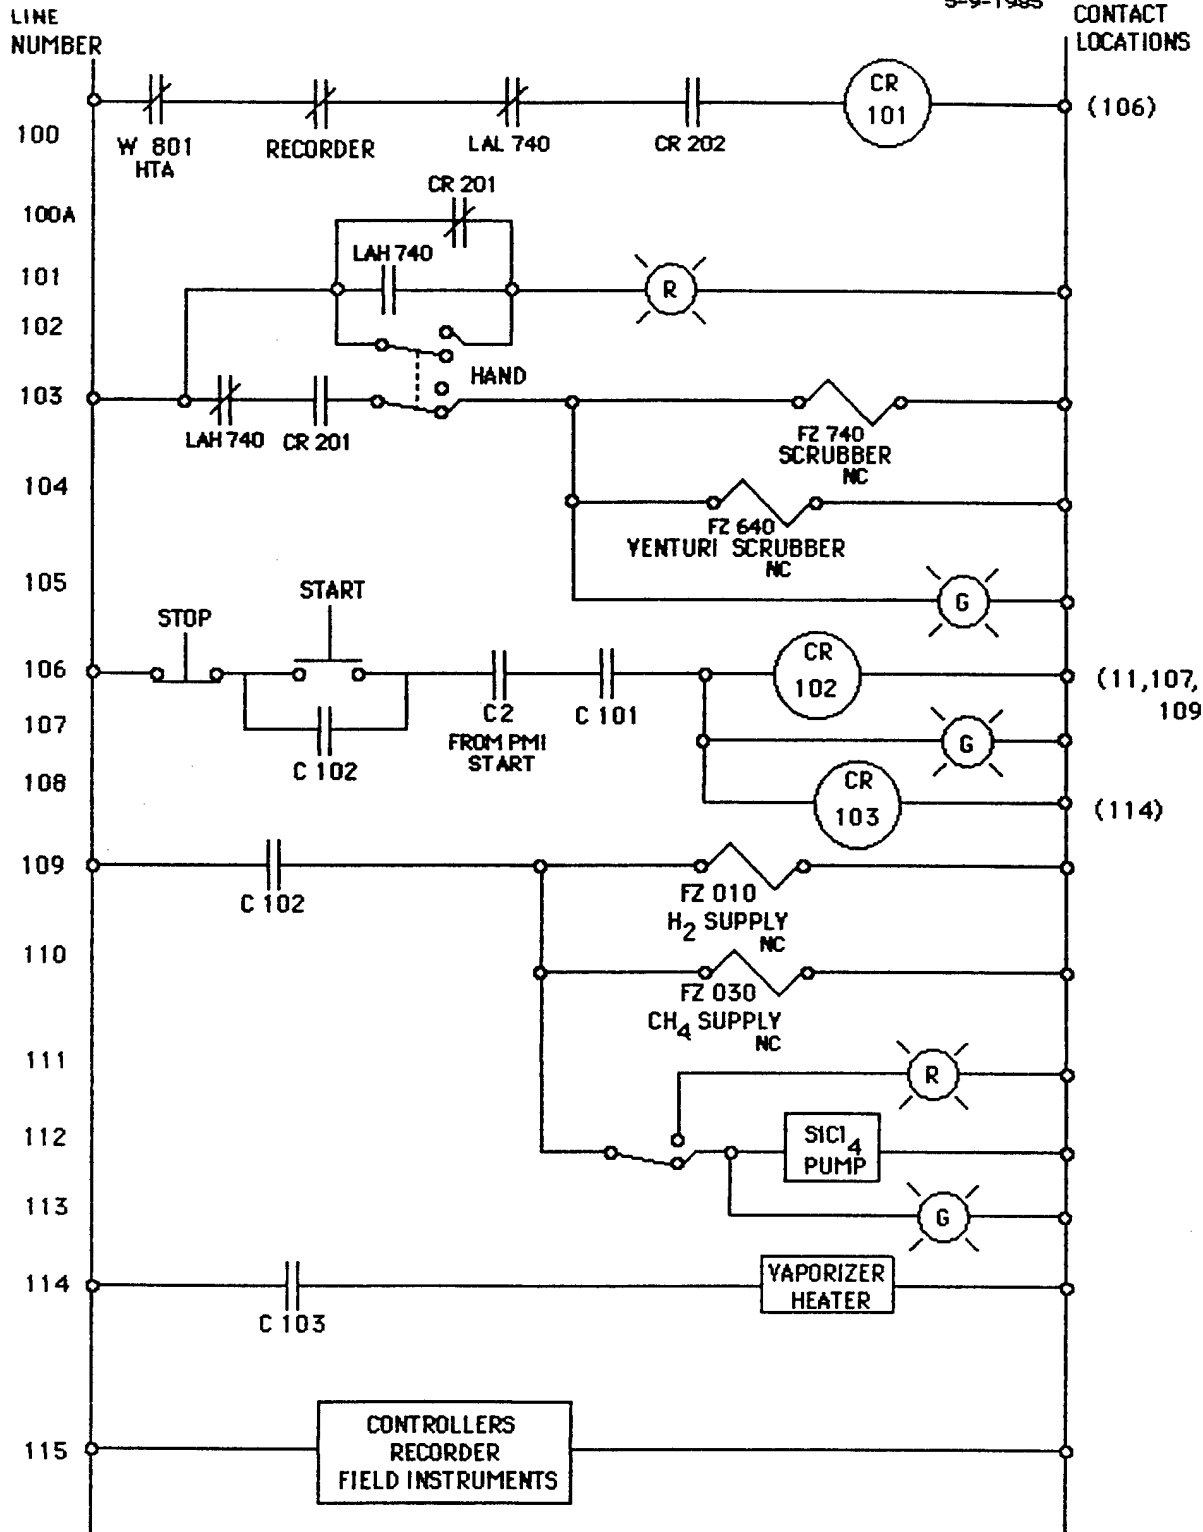 5-9-1985
LINE
NUMBER
CONTACT
LOCATIONS
100
W 801
HTA
RECORDER
LAL 740
CR 202
CR
101
(106)
100A
CR 201
101
LAH 740
R
102
103
HAND
LAH 740
CR 201
FZ 740
SCRUBBER
NC
104
FZ 640
VENTURI SCRUBBER
NC
105
G
STOP
START
106
C2
FROM PMI
START
C 101
CR
102
(11,107,
109
107
C 102
G
108
CR
103
(114)
109
C 102
FZ 010
H2 SUPPLY
NC
110
FZ 030
CH4 SUPPLY
NC
111
R
112
SiCl4
PUMP
113
G
114
C 103
VAPORIZER
HEATER
115
CONTROLLERS
RECORDER
FIELD INSTRUMENTS